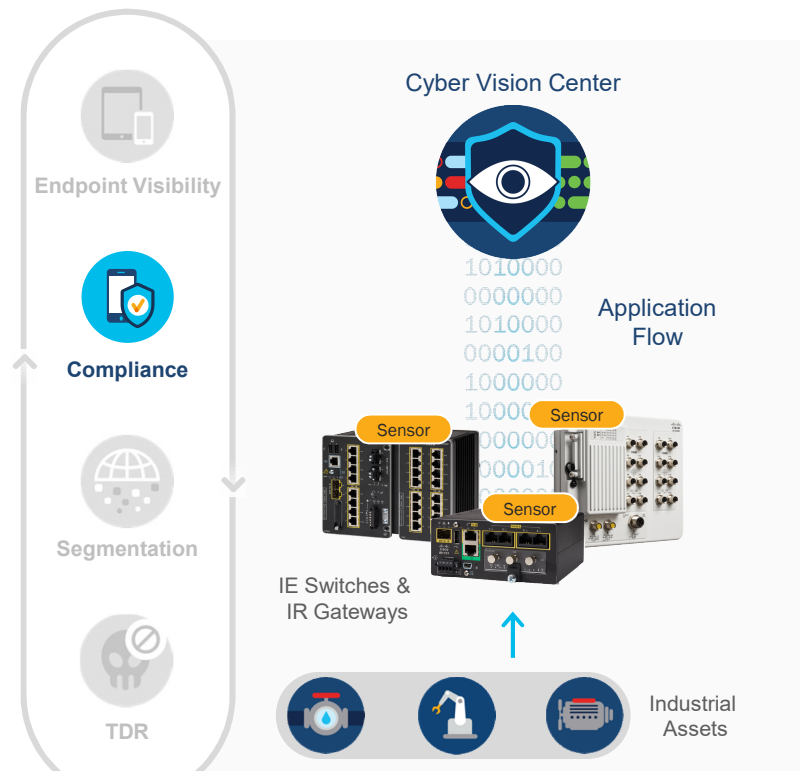 Cyber Vision Center
Endpoint Visibility
1010000
0000000
1010000
0000100
1000000
Application
Flow
Compliance
Sensor
Sensor
Sensor
Segmentation
IE Switches &
IR Gateways
TDR
Industrial
Assets